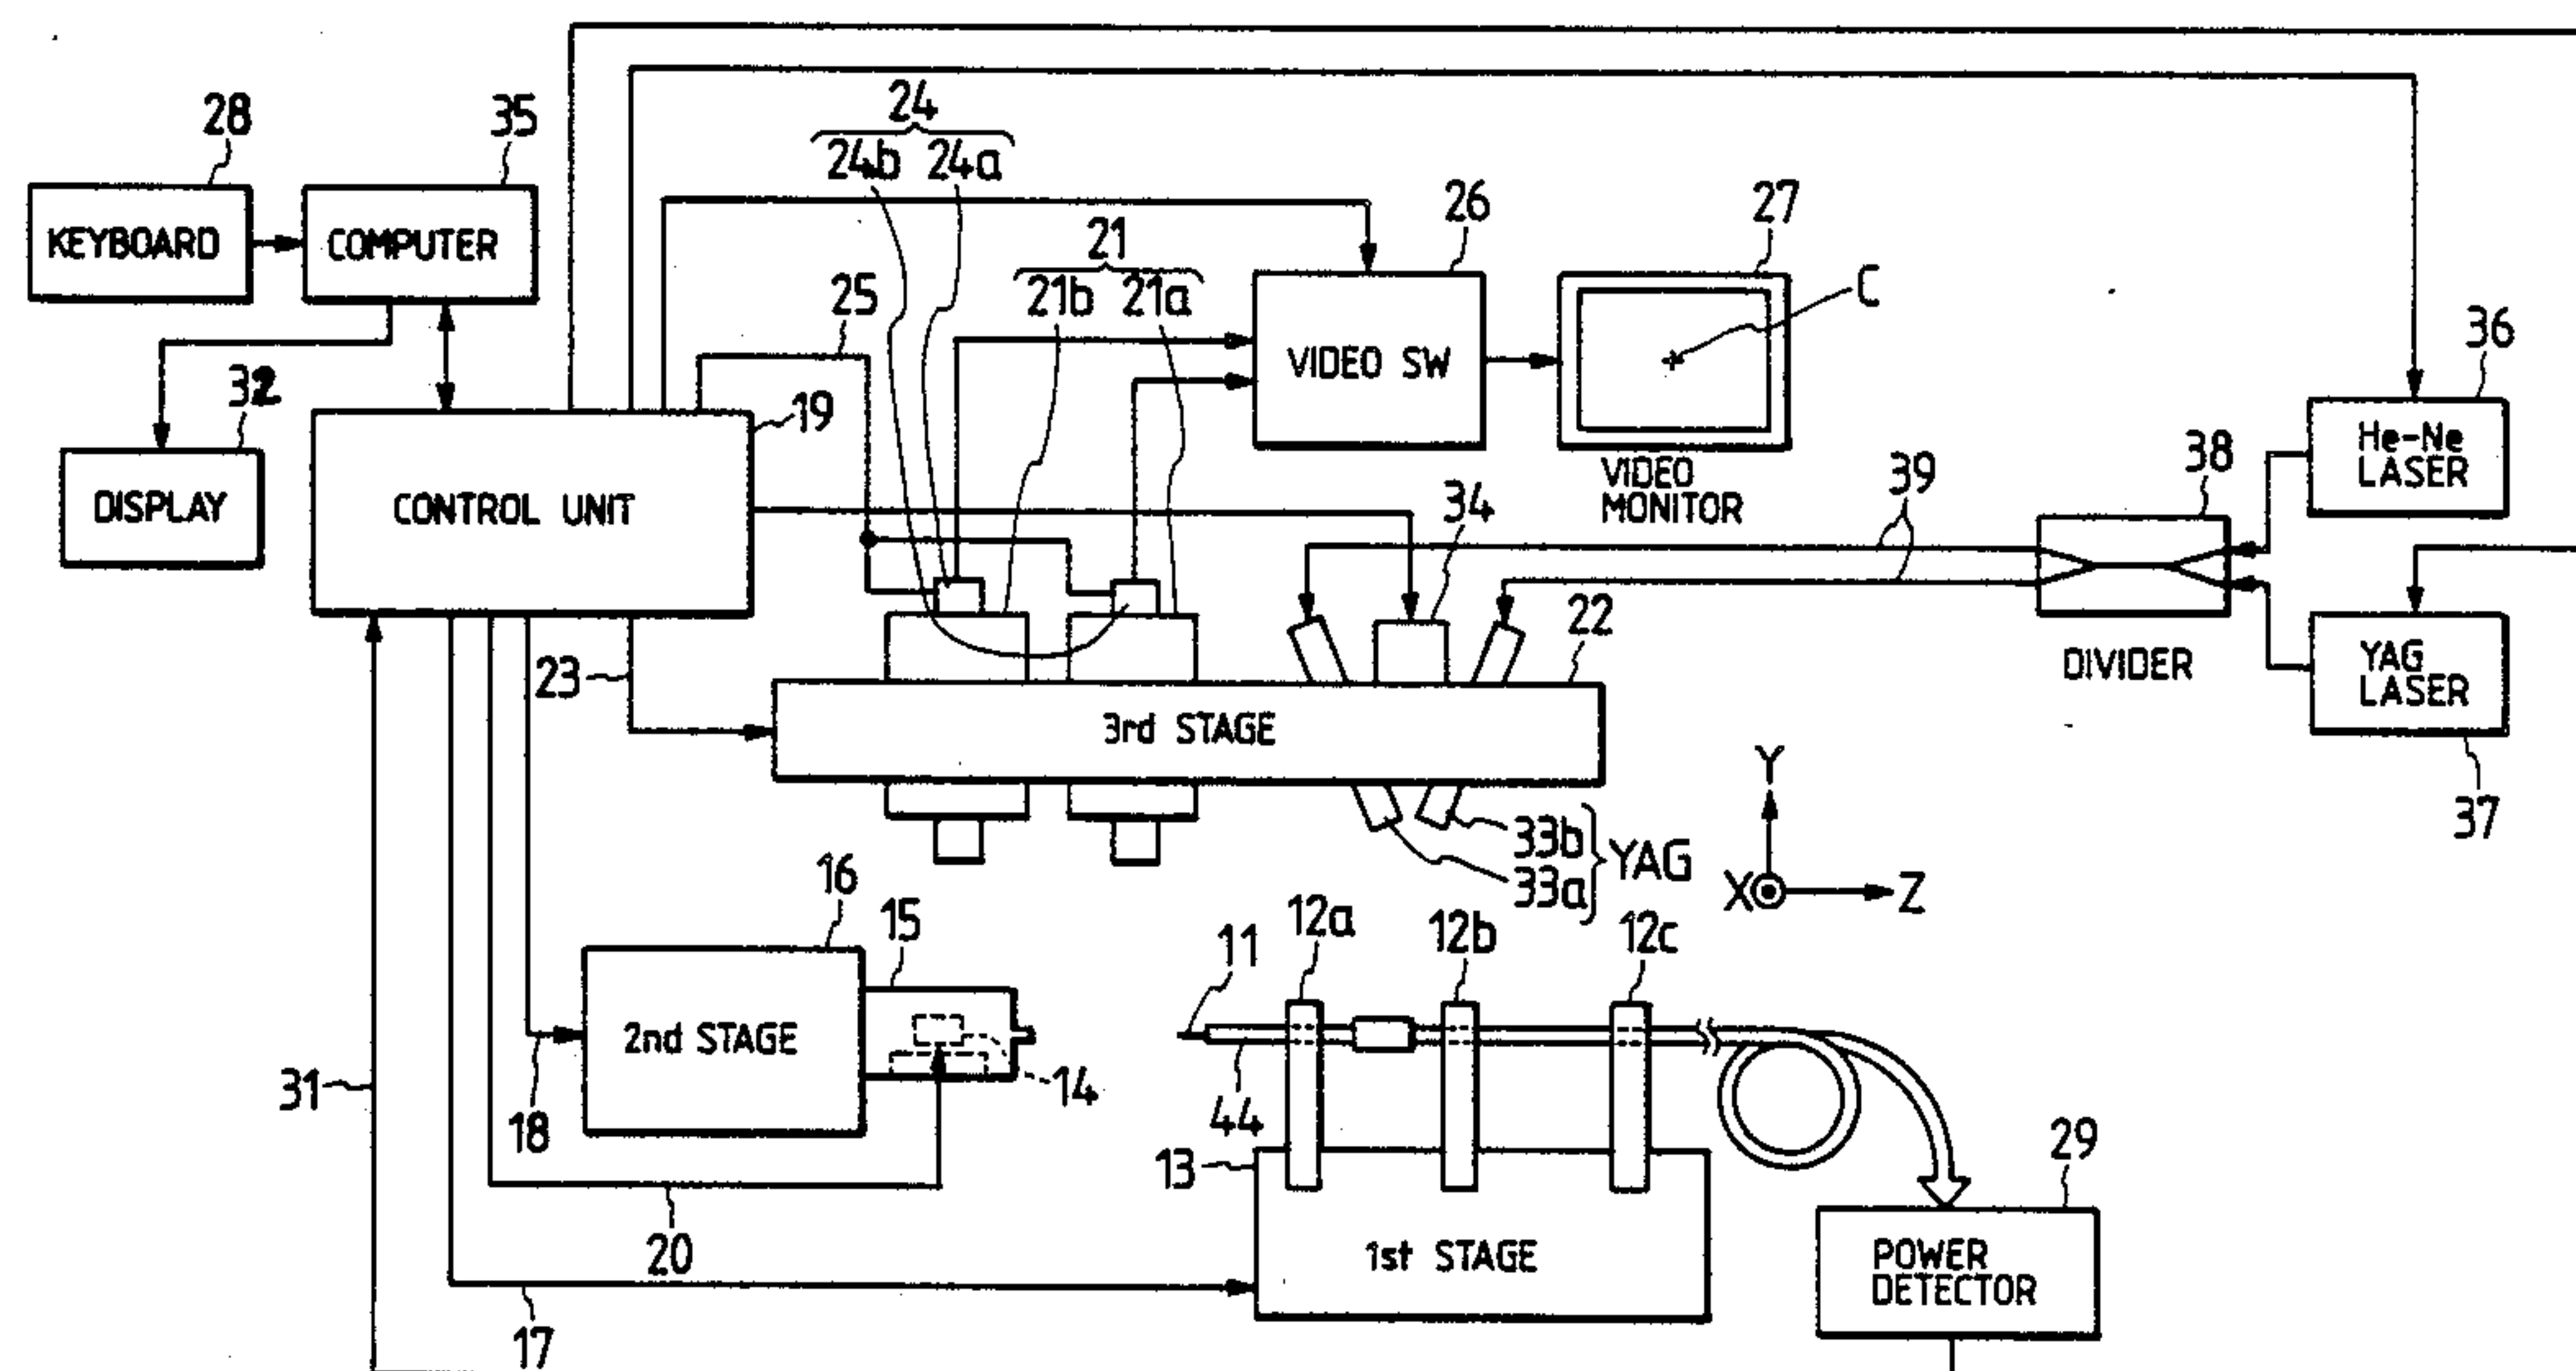 28
35
24
24b 24a
KEYBOARD
COMPUTER
25
21
21b 21a
26
27
C
VIDEO SW
VIDEO
MONITOR
36
He-Ne
LASER
32
DISPLAY
19
CONTROL UNIT
34
39
38
DIVIDER
YAG
LASER
37
23
22
3rd STAGE
33b
33a
YAG
Y
X
Z
16
15
2nd STAGE
14
18
31
20
17
11
12a
12b
12c
44
13
1st STAGE
29
POWER
DETECTOR